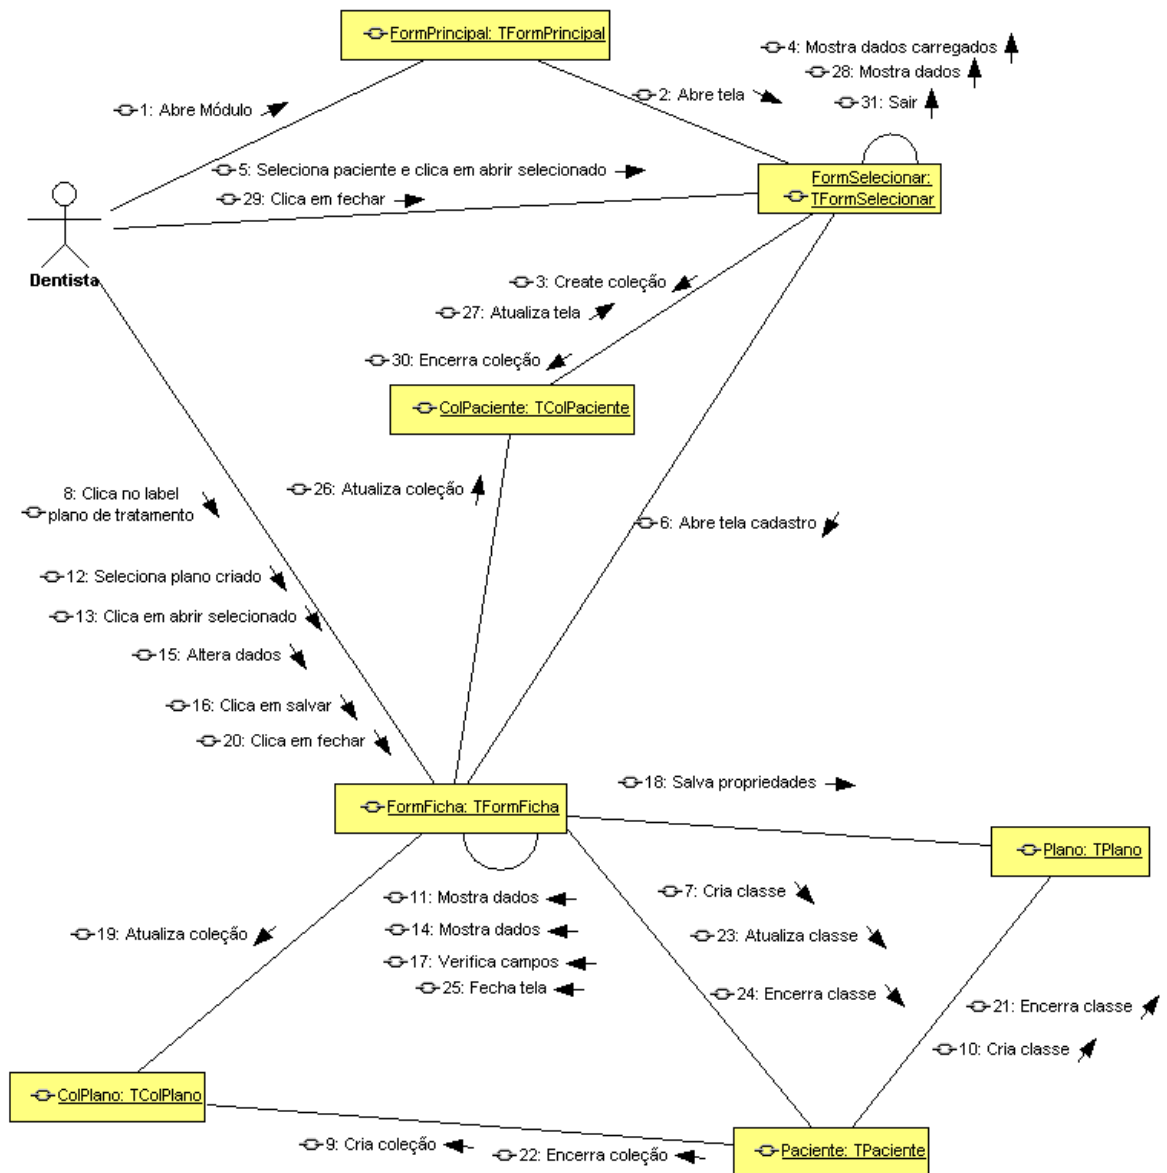 FormPrincipal: TFormPrincipal
4: Mostra dados carregados
28: Mostra dados
31: Sair
1: Abre Módulo
2: Abre tela
5: Seleciona paciente e clica em abrir selecionado
29: Clica em fechar
FormSelecionar:
TFormSelecionar
Dentista
3: Create coleção
27: Atualiza tela
30: Encerra coleção
ColPaciente: TColPaciente
8: Clica no label
plano de tratamento
26: Atualiza coleção
6: Abre tela cadastro
12: Seleciona plano criado
13: Clica em abrir selecionado
15: Altera dados
16: Clica em salvar
20: Clica em fechar
FormFicha: TFormFicha
18: Salva propriedades
Plano: TPlano
11: Mostra dados
14: Mostra dados
17: Verifica campos
25: Fecha tela
7: Cria classe
23: Atualiza classe
24: Encerra classe
19: Atualiza coleção
21: Encerra classe
10: Cria classe
ColPlano: TColPlano
9: Cria coleção
22: Encerra coleção
Paciente: TPaciente